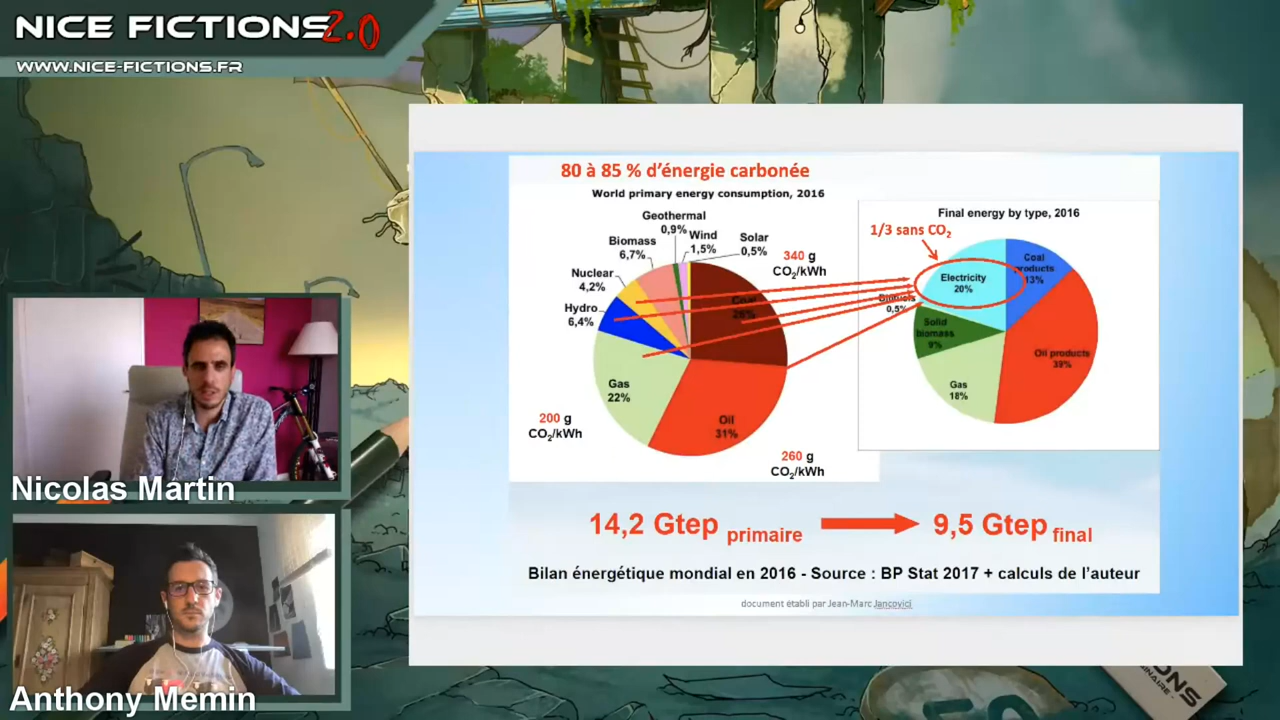 NICE FICTIONS 2.0
WWW.NICE-FICTIONS.FR
80 à 85 % d’énergie carbonée
World primary energy consumption, 2016
Geothermal
0,9%
Wind
1,5%
Solar
0,5%
Biomass
6,7%
Nuclear
4,2%
Hydro
6,4%
Coal
28%
Gas
22%
Oil
31%
340 g
CO2/kWh
200 g
CO2/kWh
260 g
CO2/kWh
Final energy by type, 2016
1/3 sans CO2
Coal
products
13%
Electricity
20%
Biofuels
0,5%
Solid
biomass
9%
Oil products
39%
Gas
18%
14,2 Gtep primaire
9,5 Gtep final
Bilan énergétique mondial en 2016 - Source : BP Stat 2017 + calculs de l’auteur
document établi par Jean-Marc Jancovici
Nicolas Martin
Anthony Memin